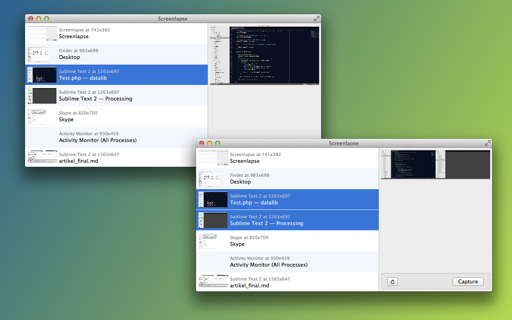 Screenlapse
Screenlapse at 741x382
Screenlapse
Finder at 983x698
Desktop
Sublime Text 2 at 1263x697
Test.php — datalib
Sublime Text 2 at 1263x697
Sublime Text 2 — Processing
Skype at 820x700
Skype
Activity Monitor at 930x419
Activity Monitor (All Processes)
Sublime Text 2 at 1361x647
artikel_final.md
Screenlapse
Screenlapse at 741x382
Screenlapse
Finder at 983x698
Desktop
Sublime Text 2 at 1263x697
Test.php — datalib
Sublime Text 2 at 1263x697
Sublime Text 2 — Processing
Skype at 820x700
Skype
Activity Monitor at 930x419
Activity Monitor (All Processes)
Sublime Text 2 at 1361x647
artikel_final.md
Capture